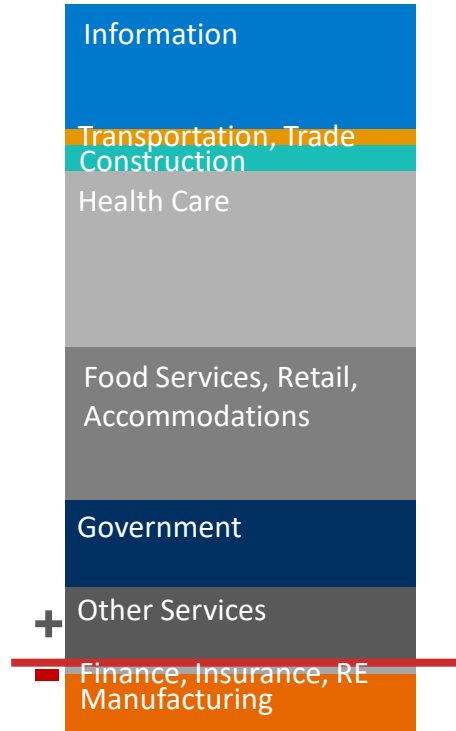 Information
Transportation, Trade
Construction
Health Care
Food Services, Retail,
Accommodations
Government
+ Other Services
- Finance, Insurance, RE
Manufacturing